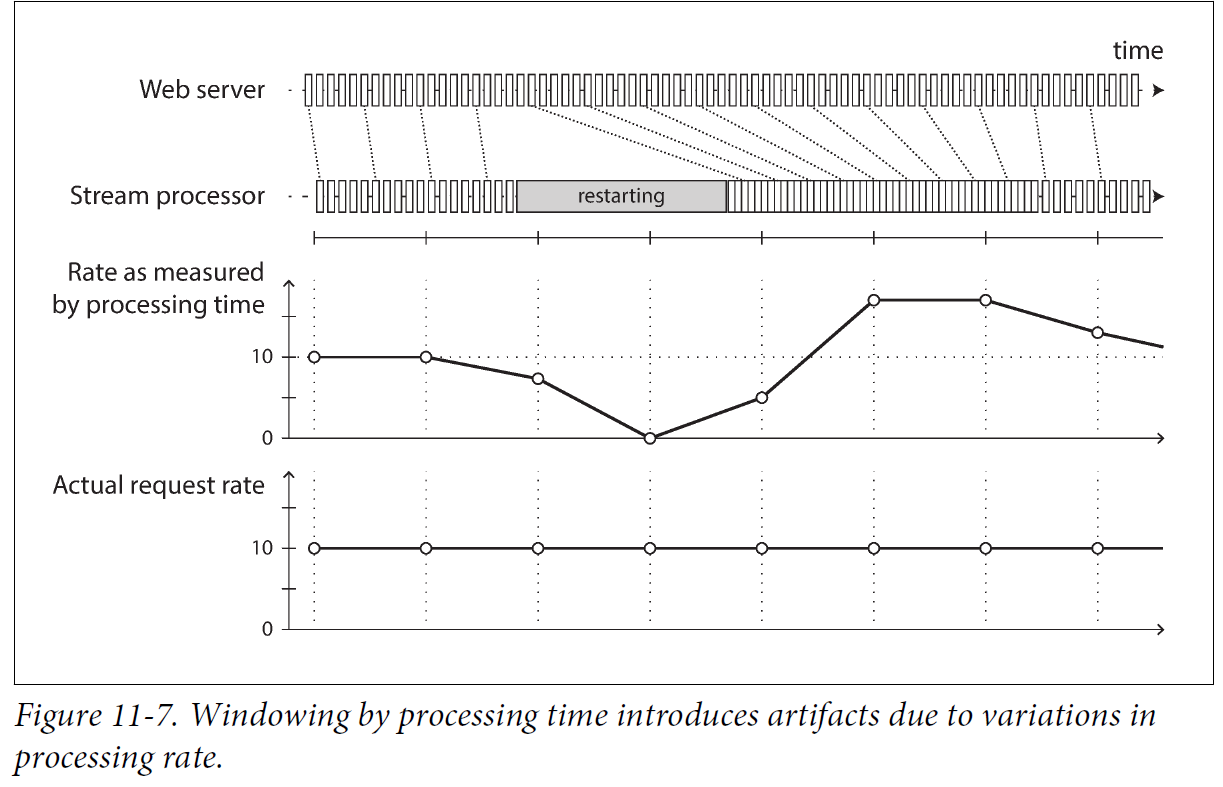 time
Web server
Stream processor
restarting
Rate as measured
by processing time
10
0
Actual request rate
10
0
Figure 11-7. Windowing by processing time introduces artifacts due to variations in
processing rate.